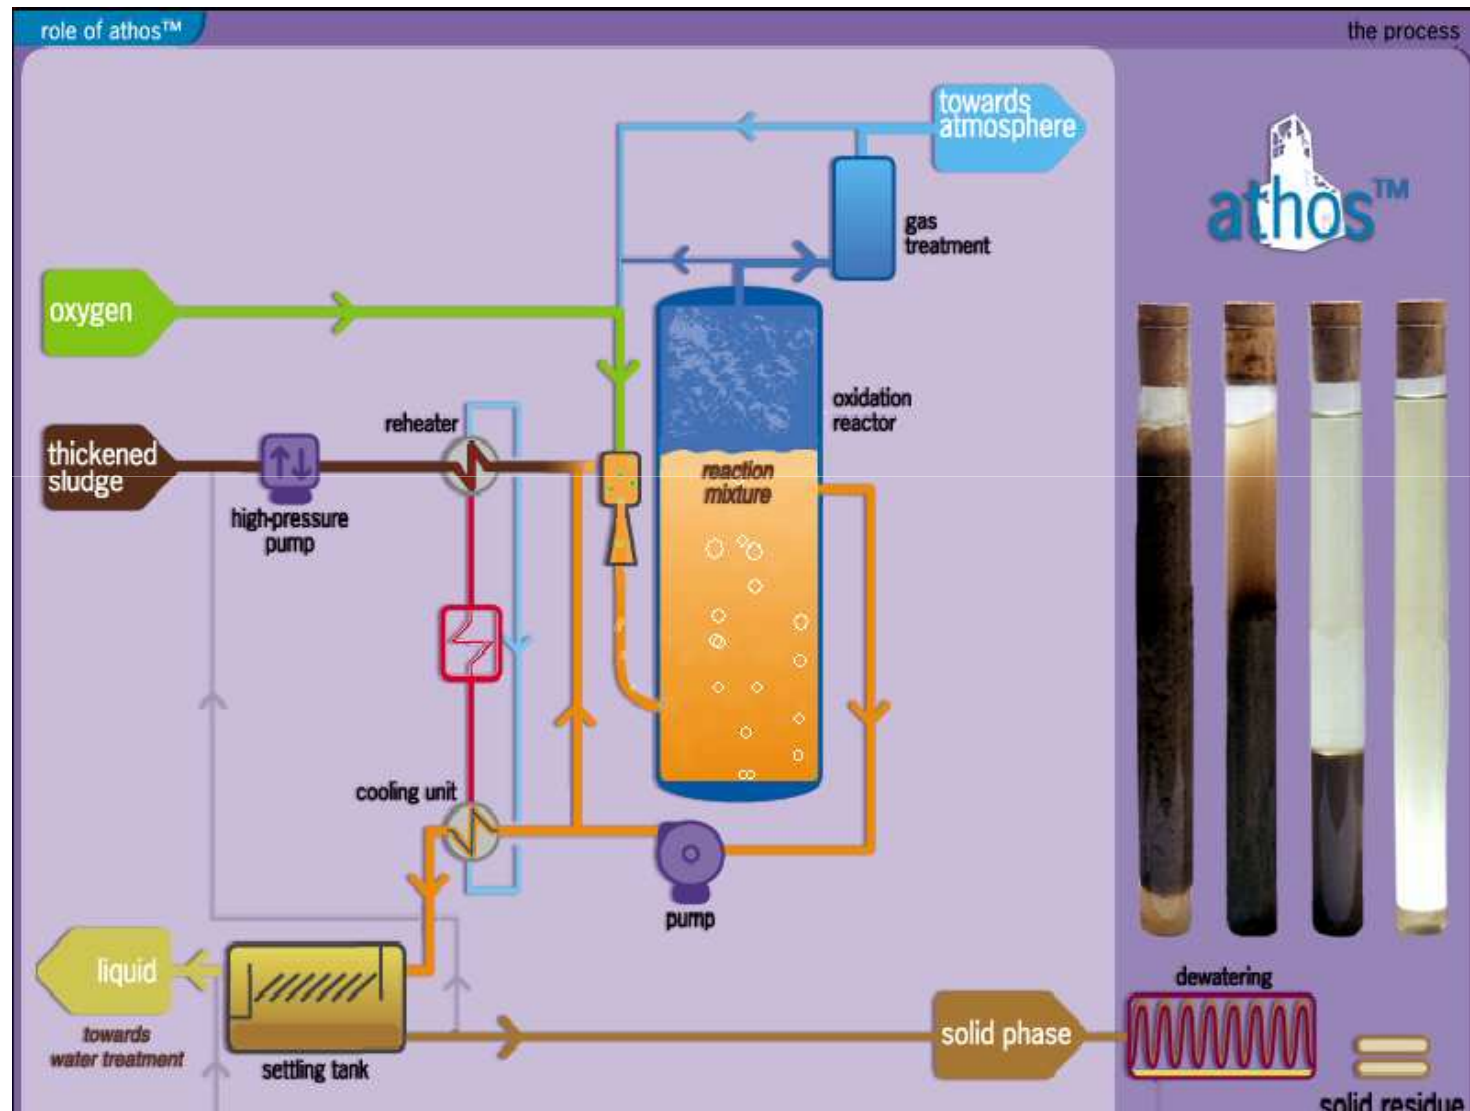 role of athos™
the process
towards
atmosphere
athos™
gas
treatment
oxygen
oxidation
reactor
reheater
thickened
sludge
reaction
mixture
high-pressure
pump
cooling unit
pump
liquid
towards
water treatment
settling tank
solid phase
dewatering
solid residue